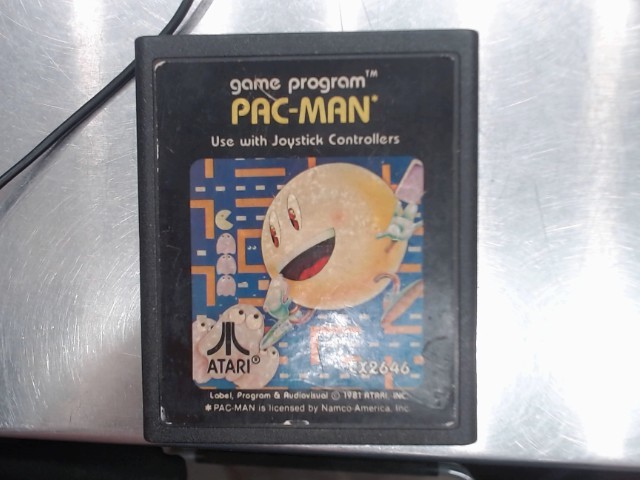 game program™
PAC-MAN*
Use with Joystick Controllers
ATARI®
CX2646
Label, Program & Audiovisual © 1981 ATARI, INC.
* PAC-MAN is licensed by Namco-America, Inc.